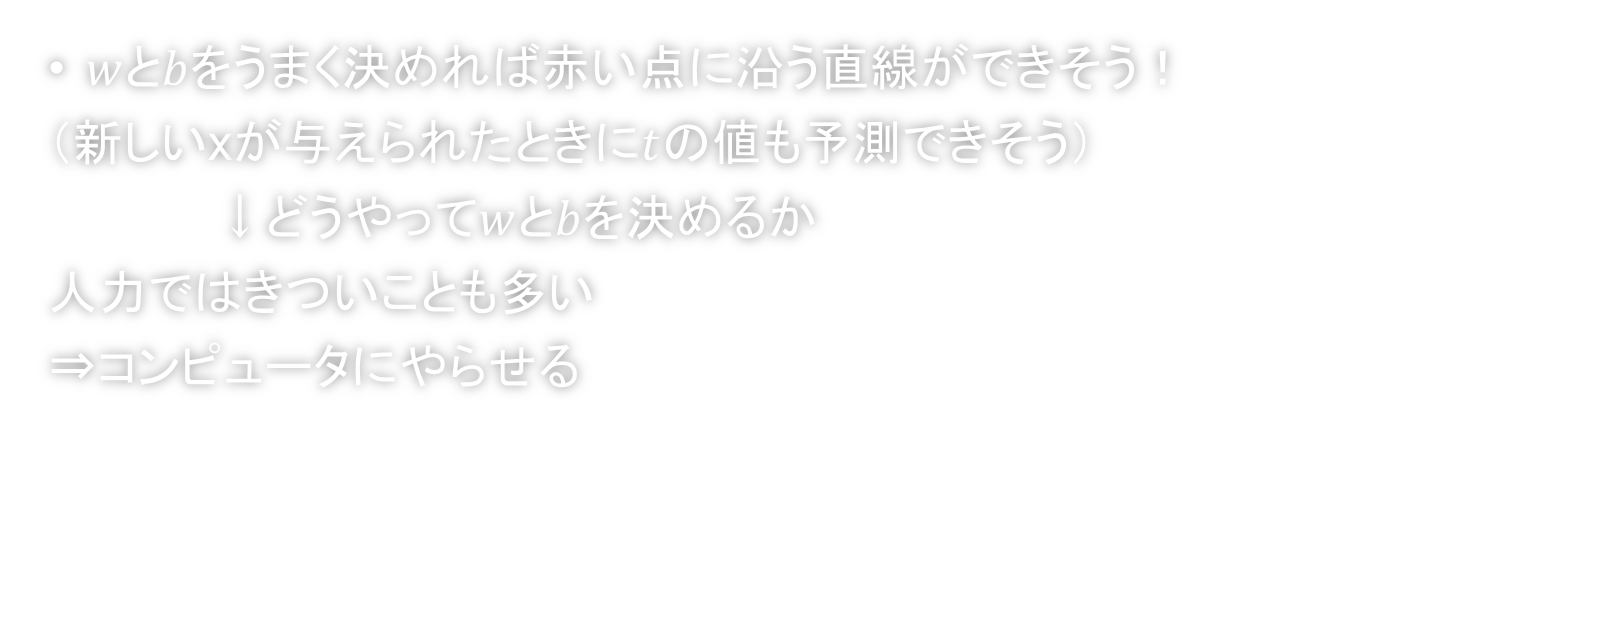 ・wとbをうまく決めれば赤い点に沿う直線ができそう！
（新しいxが与えられたときにtの値も予測できそう）
↓どうやってwとbを決めるか
人力ではきついことも多い
⇒コンピュータにやらせる